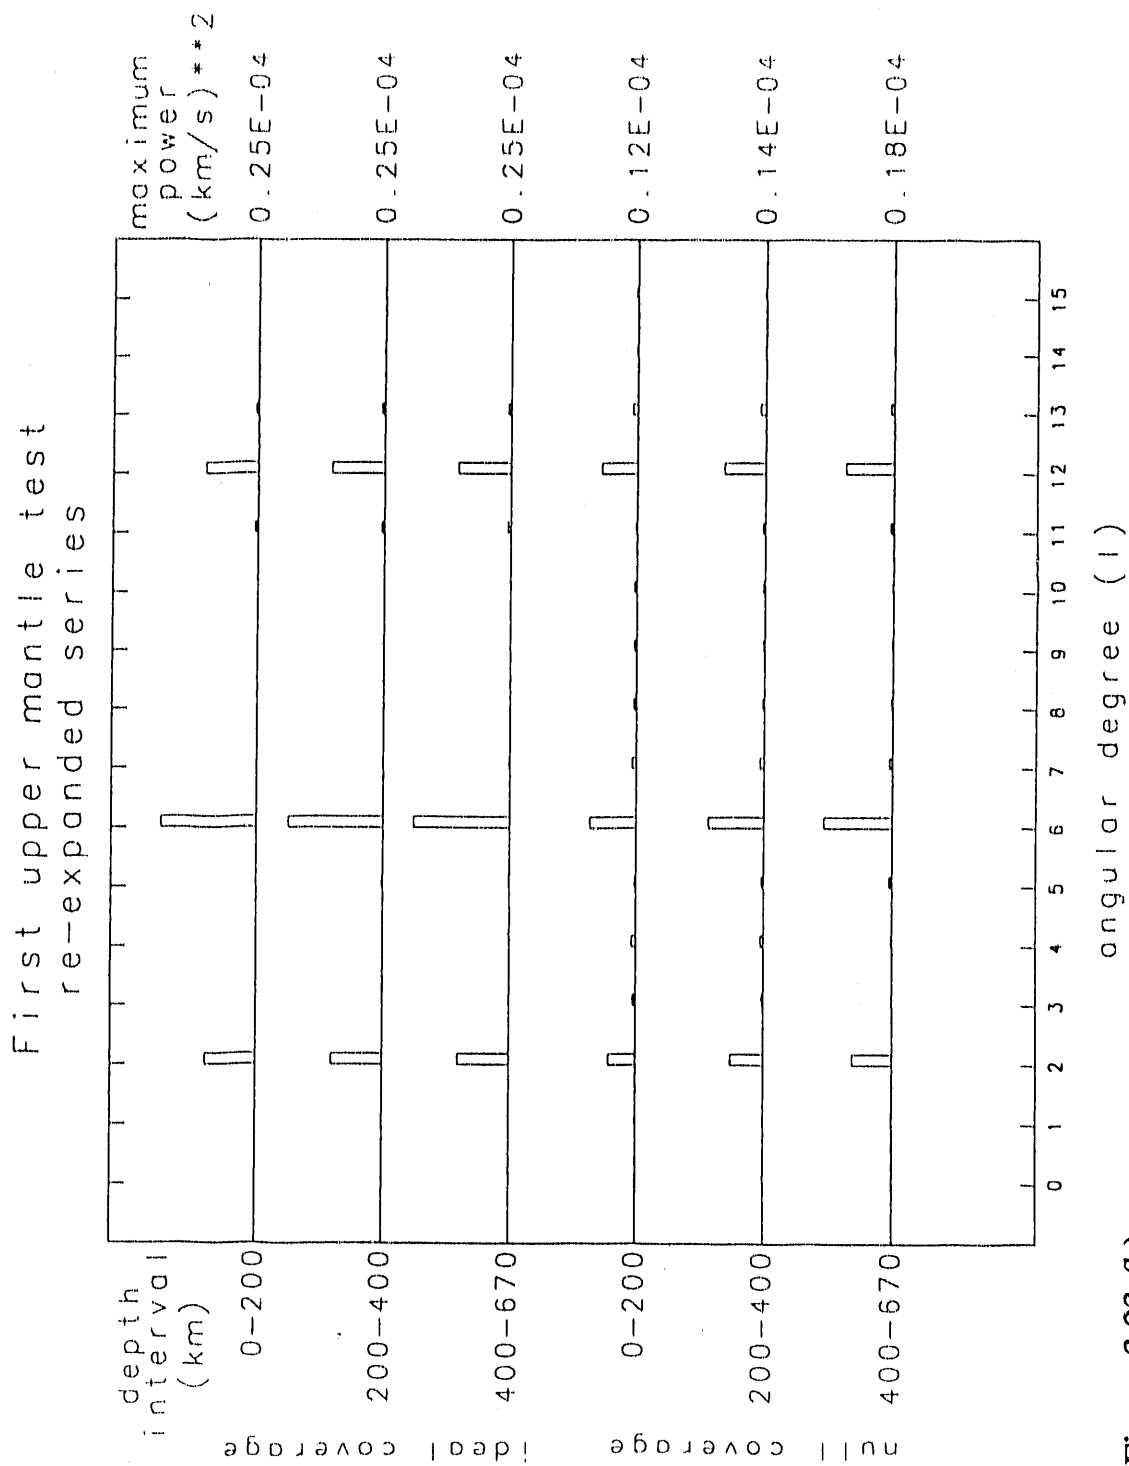 First upper mantle test
re-expanded series
depth
interval
(km)
maximum
power
(km/s)**2
ideal coverage
0-200 0.25E-04
200-400 0.25E-04
400-670 0.25E-04
null coverage
0-200 0.12E-04
200-400 0.14E-04
400-670 0.18E-04
0 1 2 3 4 5 6 7 8 9 10 11 12 13 14 15
angular degree (l)